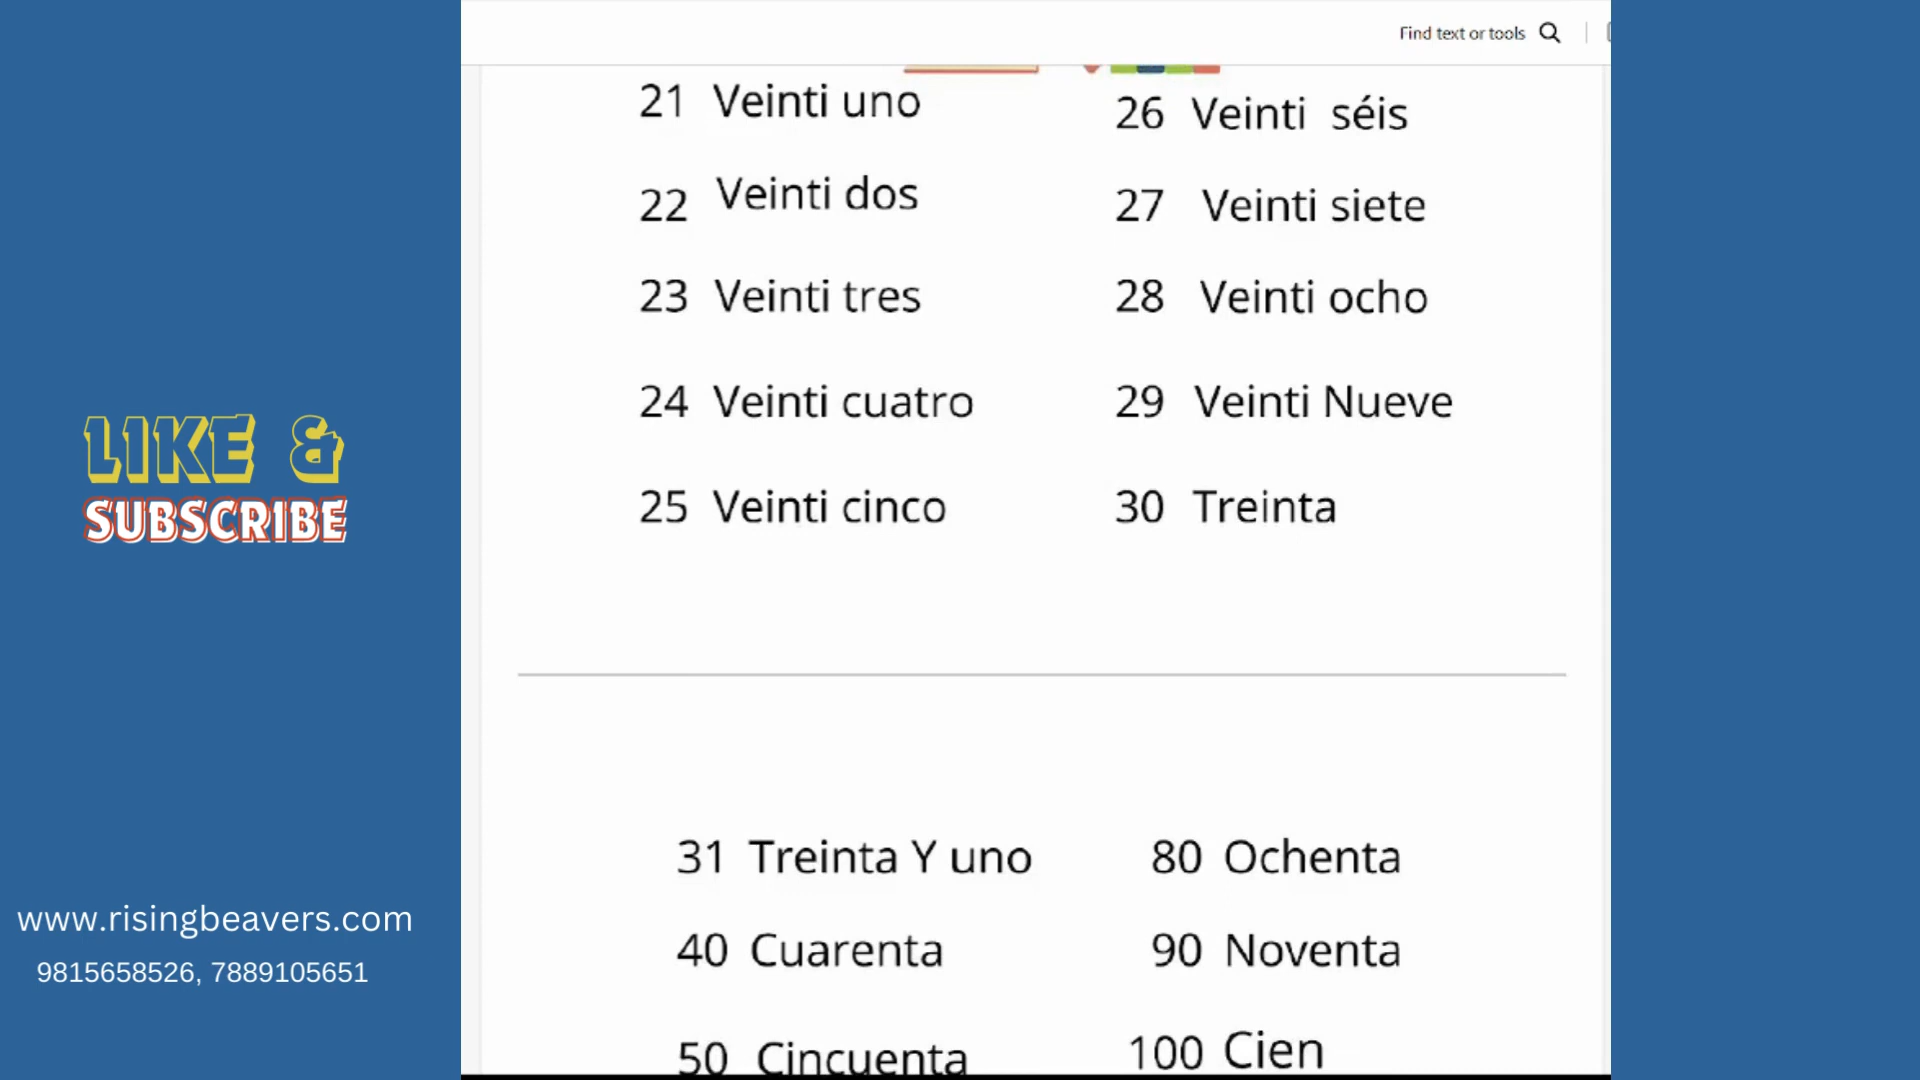 Find text or tools
21 Veinti uno
22 Veinti dos
23 Veinti tres
24 Veinti cuatro
25 Veinti cinco
26 Veinti séis
27 Veinti siete
28 Veinti ocho
29 Veinti Nueve
30 Treinta
31 Treinta Y uno
40 Cuarenta
50 Cincuenta
80 Ochenta
90 Noventa
100 Cien
LIKE &
SUBSCRIBE
www.risingbeavers.com
9815658526, 7889105651